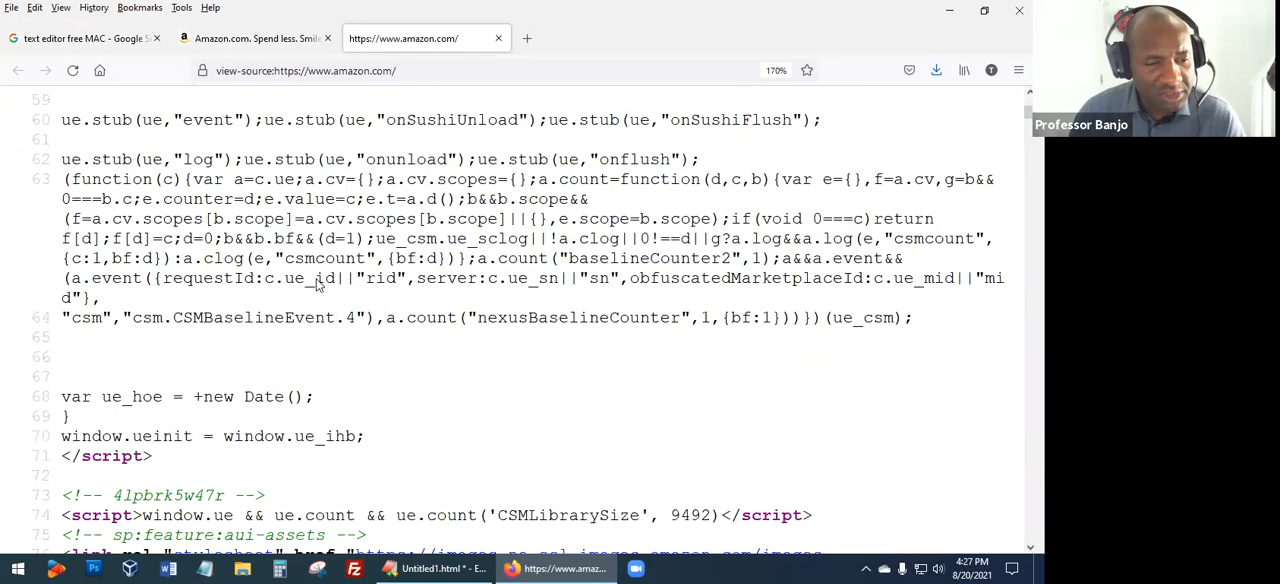 File Edit View History Bookmarks Tools Help
text editor free MAC - Google S
Amazon.com. Spend less. Smile
https://www.amazon.com/
view-source:https://www.amazon.com/
170%
T
59
60 ue.stub(ue,"event");ue.stub(ue,"onSushiUnload");ue.stub(ue,"onSushiFlush");
61
62 ue.stub(ue,"log");ue.stub(ue,"onunload");ue.stub(ue,"onflush");
63 (function(c){var a=c.ue;a.cv={};a.cv.scopes={};a.count=function(d,c,b){var e={},f=a.cv,g=b&&
0===b.c;e.counter=d;e.value=c;e.t=a.d();b&&b.scope&&
(f=a.cv.scopes[b.scope]=a.cv.scopes[b.scope]||{},e.scope=b.scope);if(void 0===c)return
f[d];f[d]=c;d=0;b&&b.bf&&(d=1);ue_csm.ue_sclog||!a.clog||0!==d||g?a.log&&a.log(e,"csmcount",
{c:1,bf:d}):a.clog(e,"csmcount",{bf:d})};a.count("baselineCounter2",1);a&&a.event&&
(a.event({requestId:c.ue_id||"rid",server:c.ue_sn||"sn",obfuscatedMarketplaceId:c.ue_mid||"mi
d"},
64 "csm","csm.CSMBaselineEvent.4"),a.count("nexusBaselineCounter",1,{bf:1}))})(ue_csm);
65
66
67
68 var ue_hoe = +new Date();
69 }
70 window.ueinit = window.ue_ihb;
71 </script>
72
73 <!-- 4lpbrk5w47r -->
74 <script>window.ue && ue.count && ue.count('CSMLibrarySize', 9492)</script>
75 <!-- sp:feature:aui-assets -->
Professor Banjo
Untitled1.html * - E...
https://www.amaz...
4:27 PM
8/20/2021